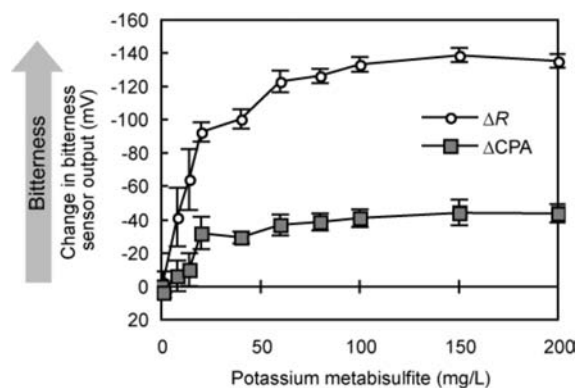 Bitterness
Change in bitterness
sensor output (mV)
-160
-140
-120
-100
-80
-60
-40
-20
0
20
ΔR
ΔCPA
0
50
100
150
200
Potassium metabisulfite (mg/L)